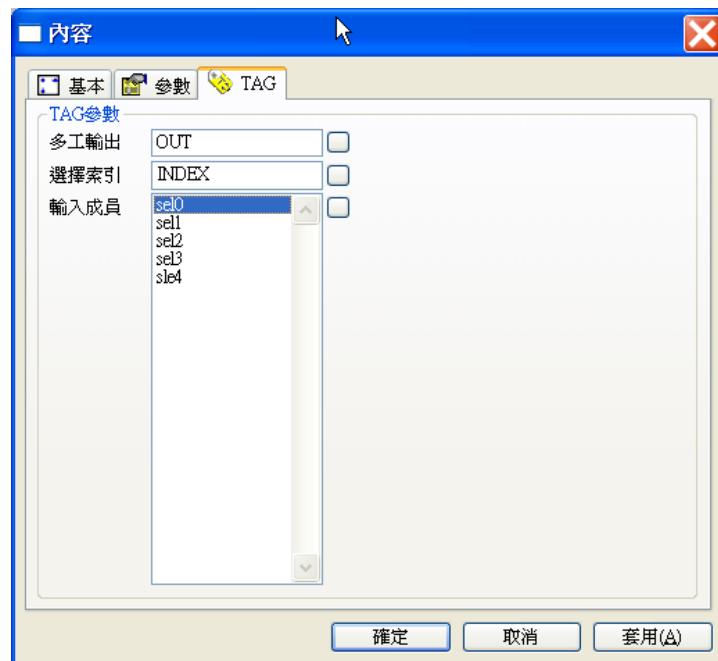 內容
基本 參數 TAG
TAG參數
多工輸出 OUT
選擇索引 INDEX
輸入成員 sel0
sel1
sel2
sel3
sle4
確定 取消 套用(A)